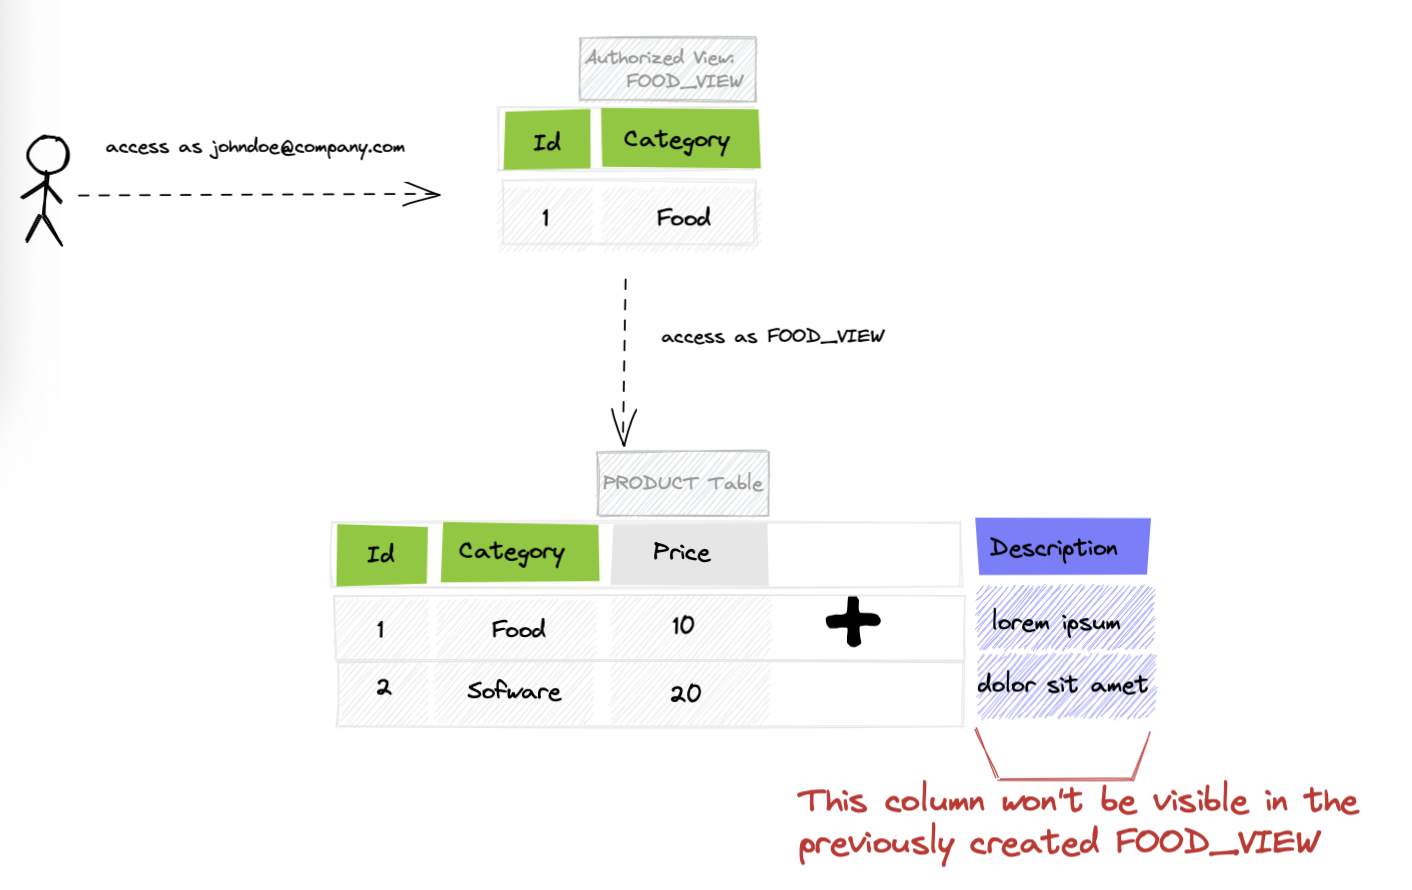 Authorized View:
FOOD_VIEW
access as johndoe@company.com
Id Category
1 Food
access as FOOD_VIEW
PRODUCT Table
Id Category Price Description
1 Food 10 lorem ipsum
2 Sofware 20 dolor sit amet
This column won't be visible in the
previously created FOOD_VIEW